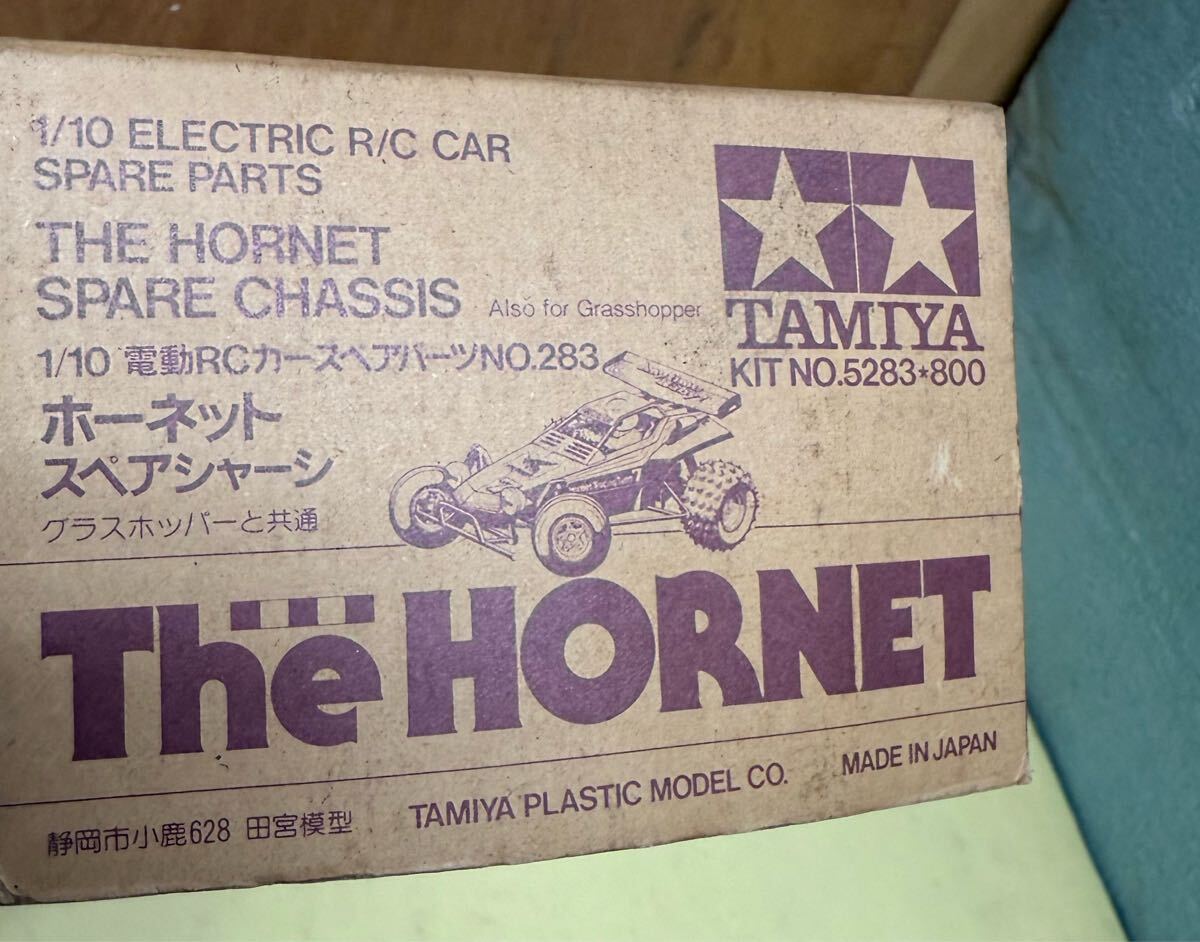 1/10 ELECTRIC R/C CAR
SPARE PARTS
THE HORNET
SPARE CHASSIS Also for Grasshopper
1/10 電動RCカースペアパーツNO.283
ホーネット
スペアシャーシ
グラスホッパーと共通
TAMIYA
KIT NO.5283★800
The HORNET
静岡市小鹿628 田宮模型 TAMIYA PLASTIC MODEL CO. MADE IN JAPAN